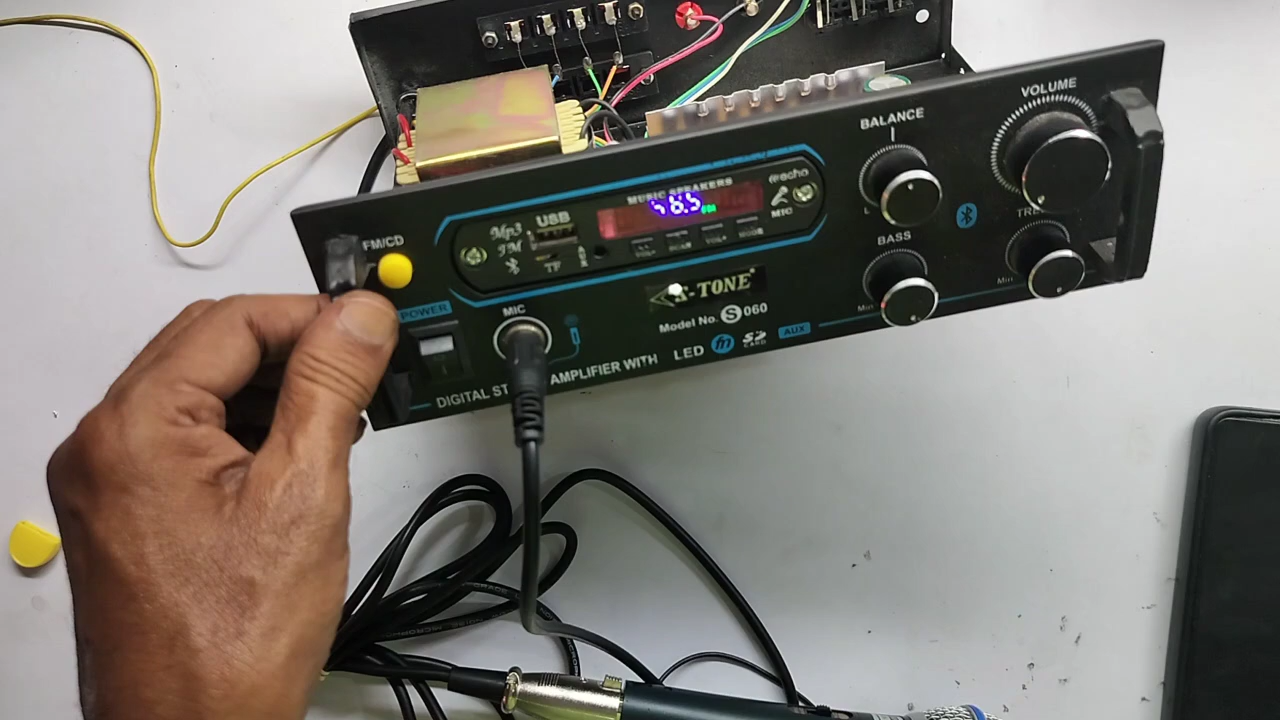 VOLUME
BALANCE
L
TRE
Min
BASS
Min
FM/CD
POWER
Mp3
FM
USB
TF
MUSIC SPEAKERS
echo
MIC
MIC
S-TONE
Model No. S 060
DIGITAL ST AMPLIFIER WITH LED fm SD CARD AUX